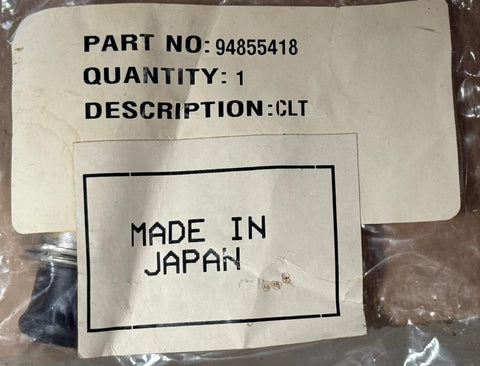 PART NO: 94855418
QUANTITY: 1
DESCRIPTION:CLT
MADE IN
JAPAN